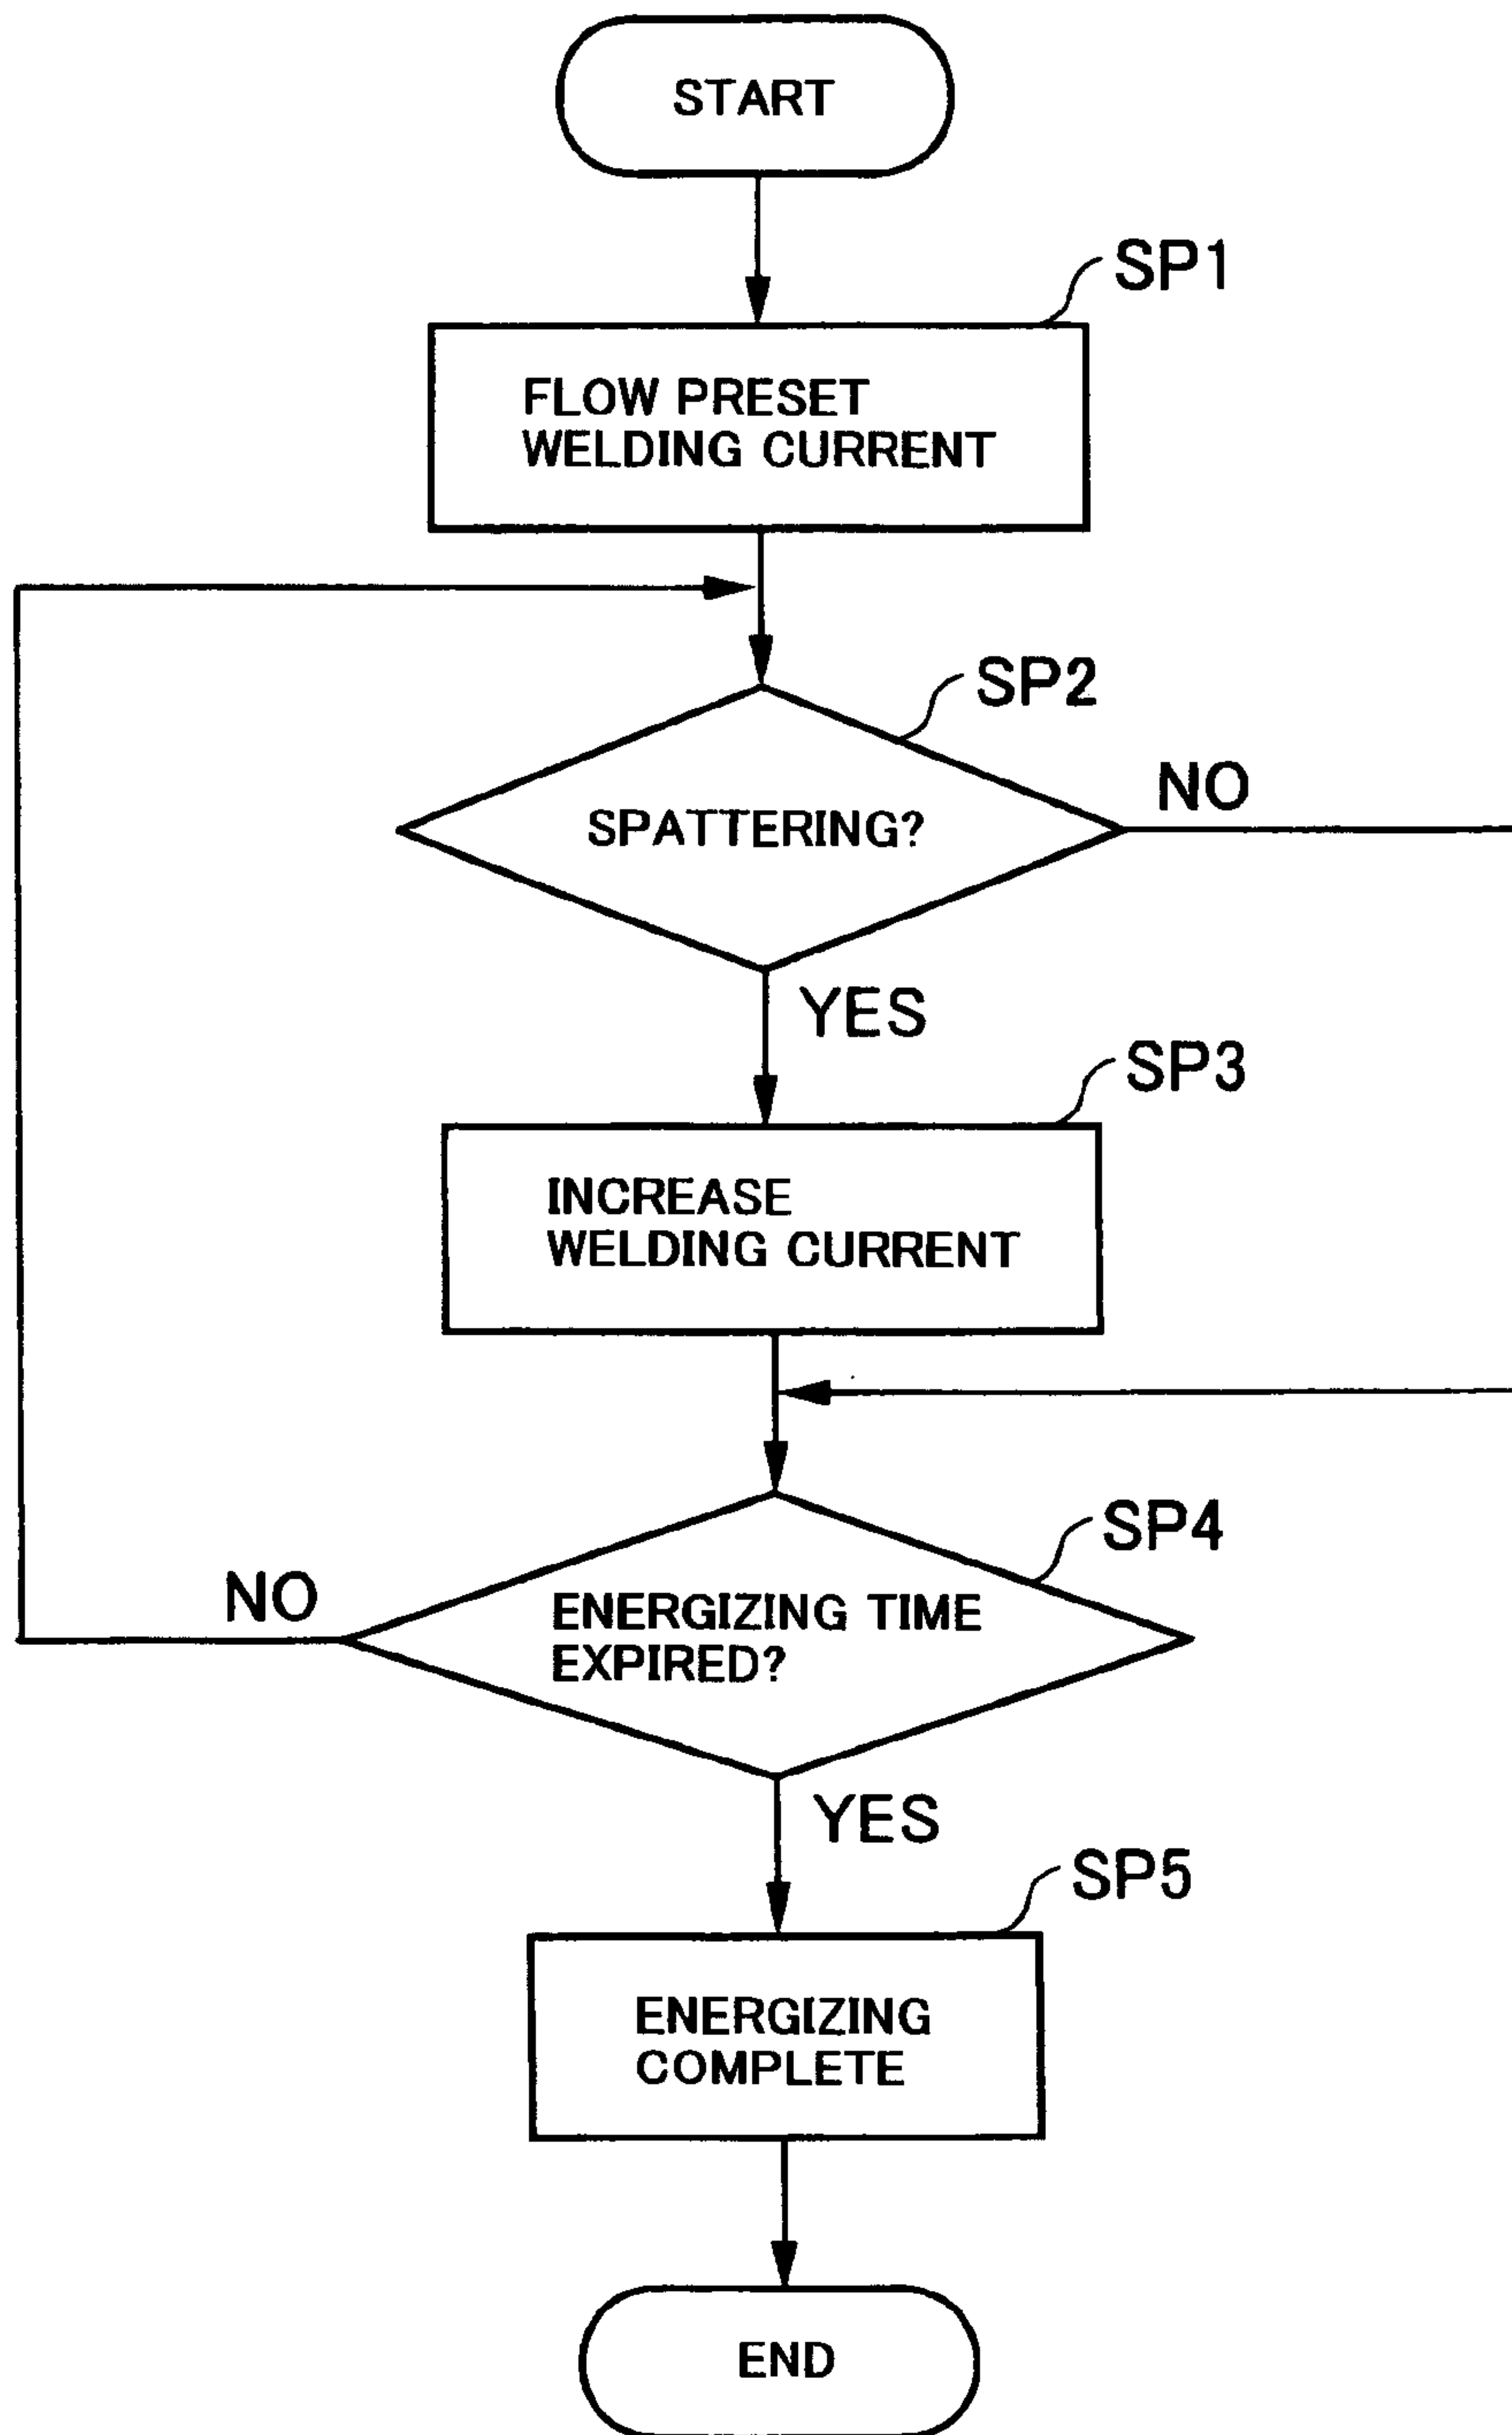 START
SP1
FLOW PRESET
WELDING CURRENT
SP2
SPATTERING?
NO
YES
SP3
INCREASE
WELDING CURRENT
SP4
ENERGIZING TIME
EXPIRED?
NO
YES
SP5
ENERGIZING
COMPLETE
END